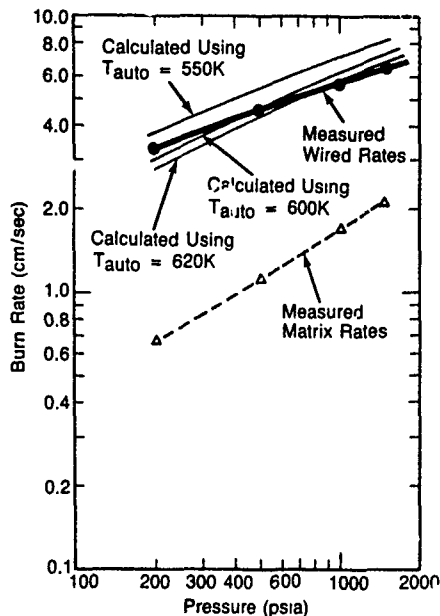 10.0
8.0
6.0
4.0
2.0
1.0
0.8
0.6
0.4
0.2
0.1
Burn Rate (cm/sec)
Calculated Using
Tauto = 550K
Measured
Wired Rates
Calculated Using
Tauto = 600K
Calculated Using
Tauto = 620K
Measured
Matrix Rates
100 200 300 400 600 1000 2000
Pressure (psia)